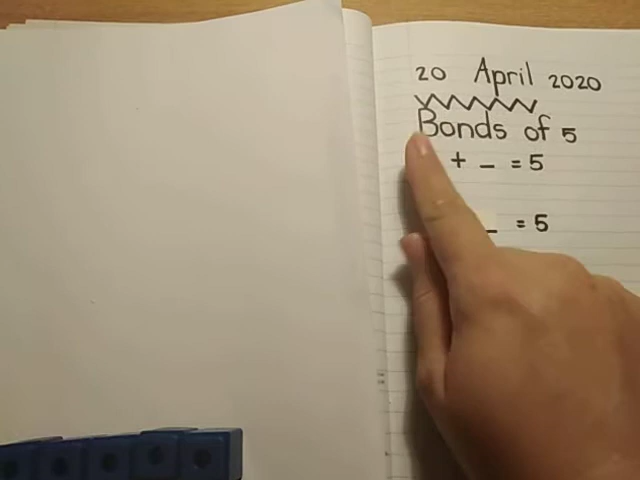 20 April 2020
Bonds of 5
+ _ = 5
_ = 5